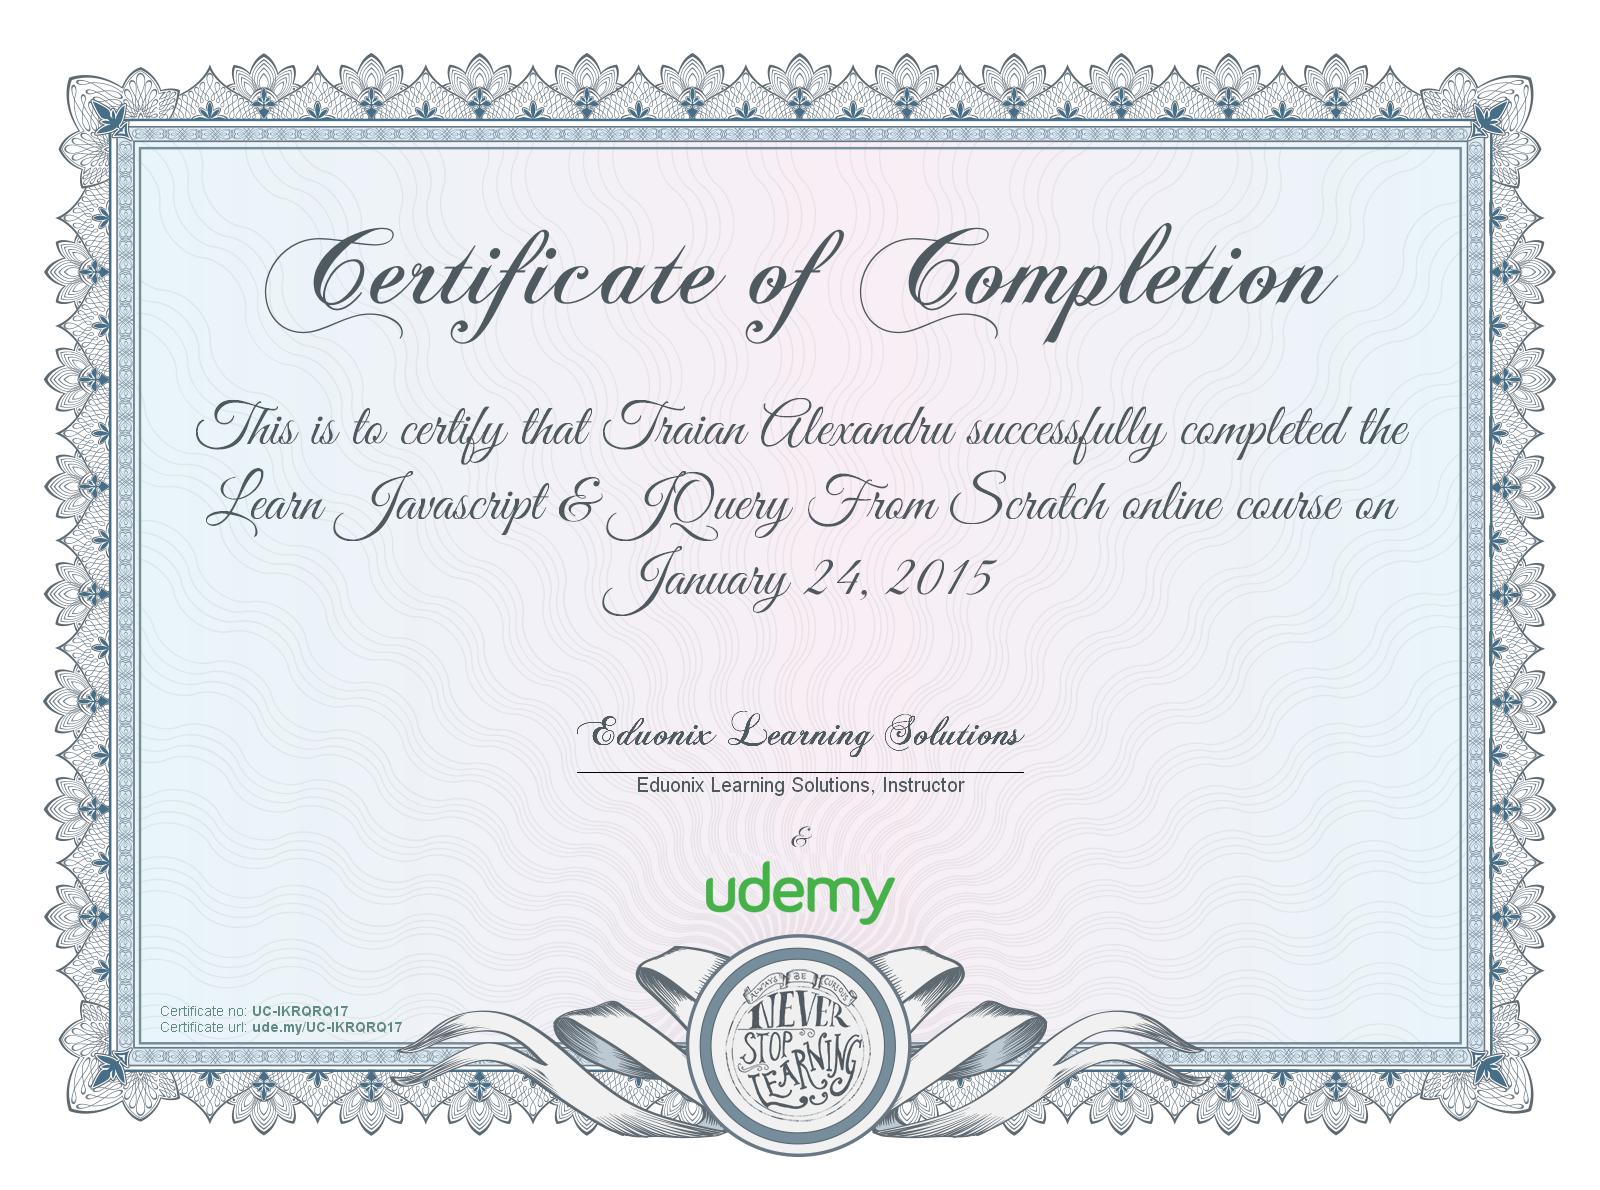 Certificate of Completion
This is to certify that Traian Alexandru successfully completed the
Learn Javascript & JQuery From Scratch online course on
January 24, 2015
Eduonix Learning Solutions
Eduonix Learning Solutions, Instructor
&
udemy
Certificate no: UC-IKRQRQ17
Certificate url: ude.my/UC-IKRQRQ17
ALWAYS BE CURIOUS
NEVER
STOP
LEARNING